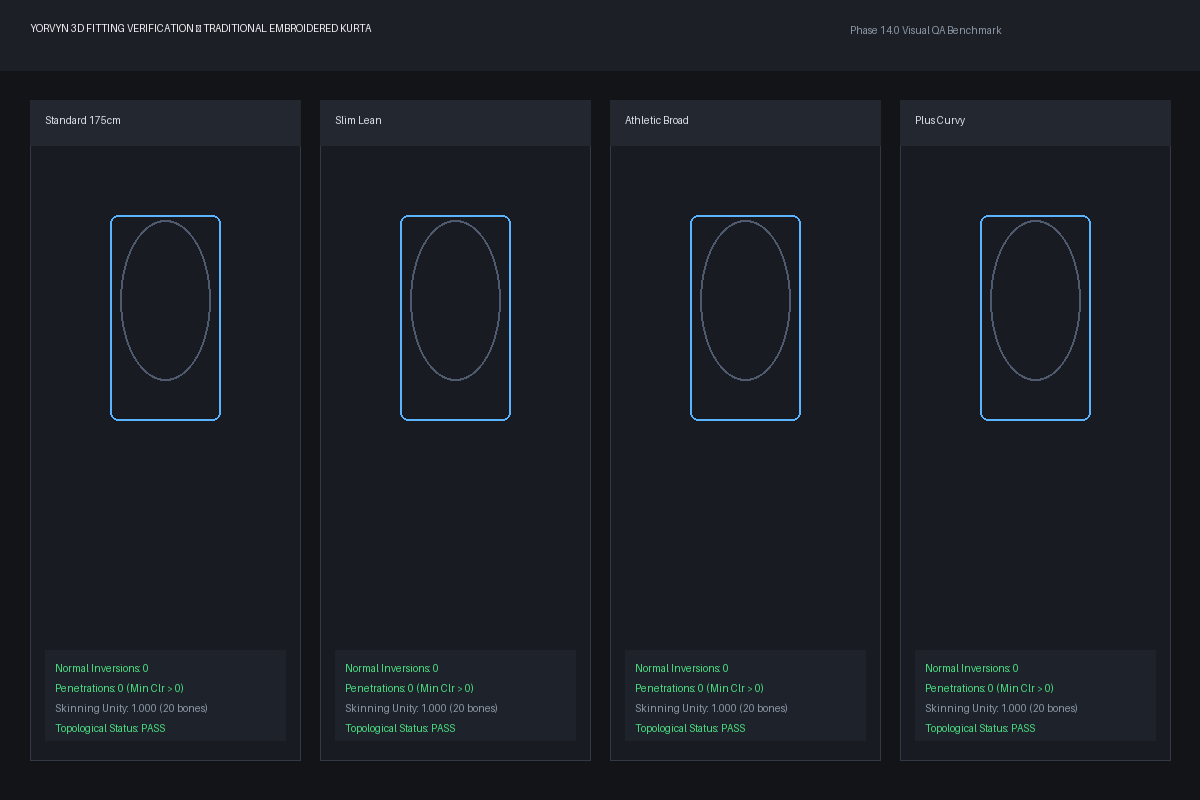 YORVYN 3D FITTING VERIFICATION ▯ TRADITIONAL EMBROIDERED KURTA
Phase 14.0 Visual QA Benchmark
Standard 175cm
Slim Lean
Athletic Broad
Plus Curvy
Normal Inversions: 0
Penetrations: 0 (Min Clr > 0)
Skinning Unity: 1.000 (20 bones)
Topological Status: PASS
Normal Inversions: 0
Penetrations: 0 (Min Clr > 0)
Skinning Unity: 1.000 (20 bones)
Topological Status: PASS
Normal Inversions: 0
Penetrations: 0 (Min Clr > 0)
Skinning Unity: 1.000 (20 bones)
Topological Status: PASS
Normal Inversions: 0
Penetrations: 0 (Min Clr > 0)
Skinning Unity: 1.000 (20 bones)
Topological Status: PASS